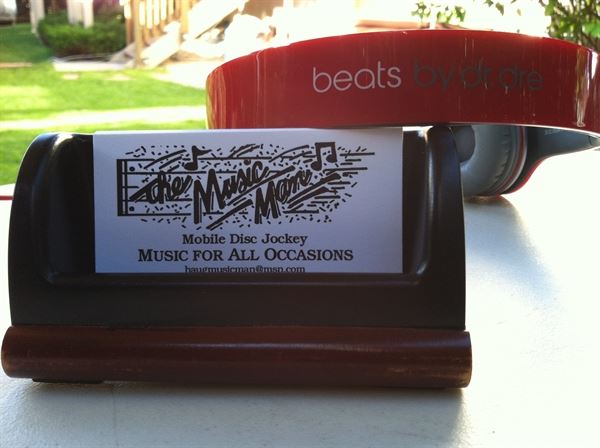 beats by dr. dre
the Music Man
Mobile Disc Jockey
MUSIC FOR ALL OCCASIONS
haugmusicman@msn.com